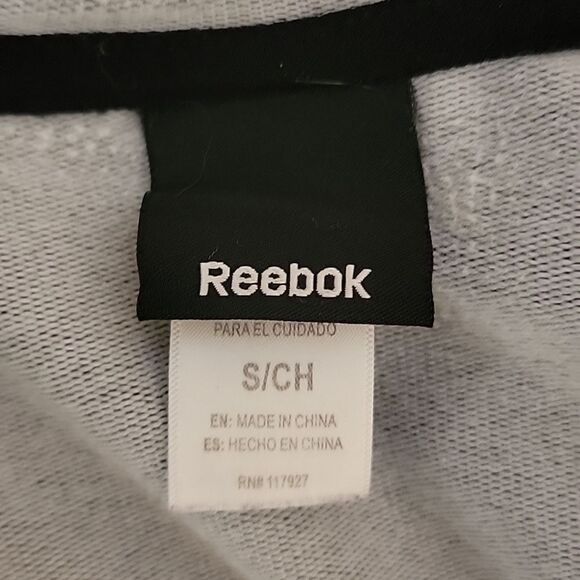 Reebok
PARA EL CUIDADO
S/CH
EN: MADE IN CHINA
ES: HECHO EN CHINA
RN# 117927